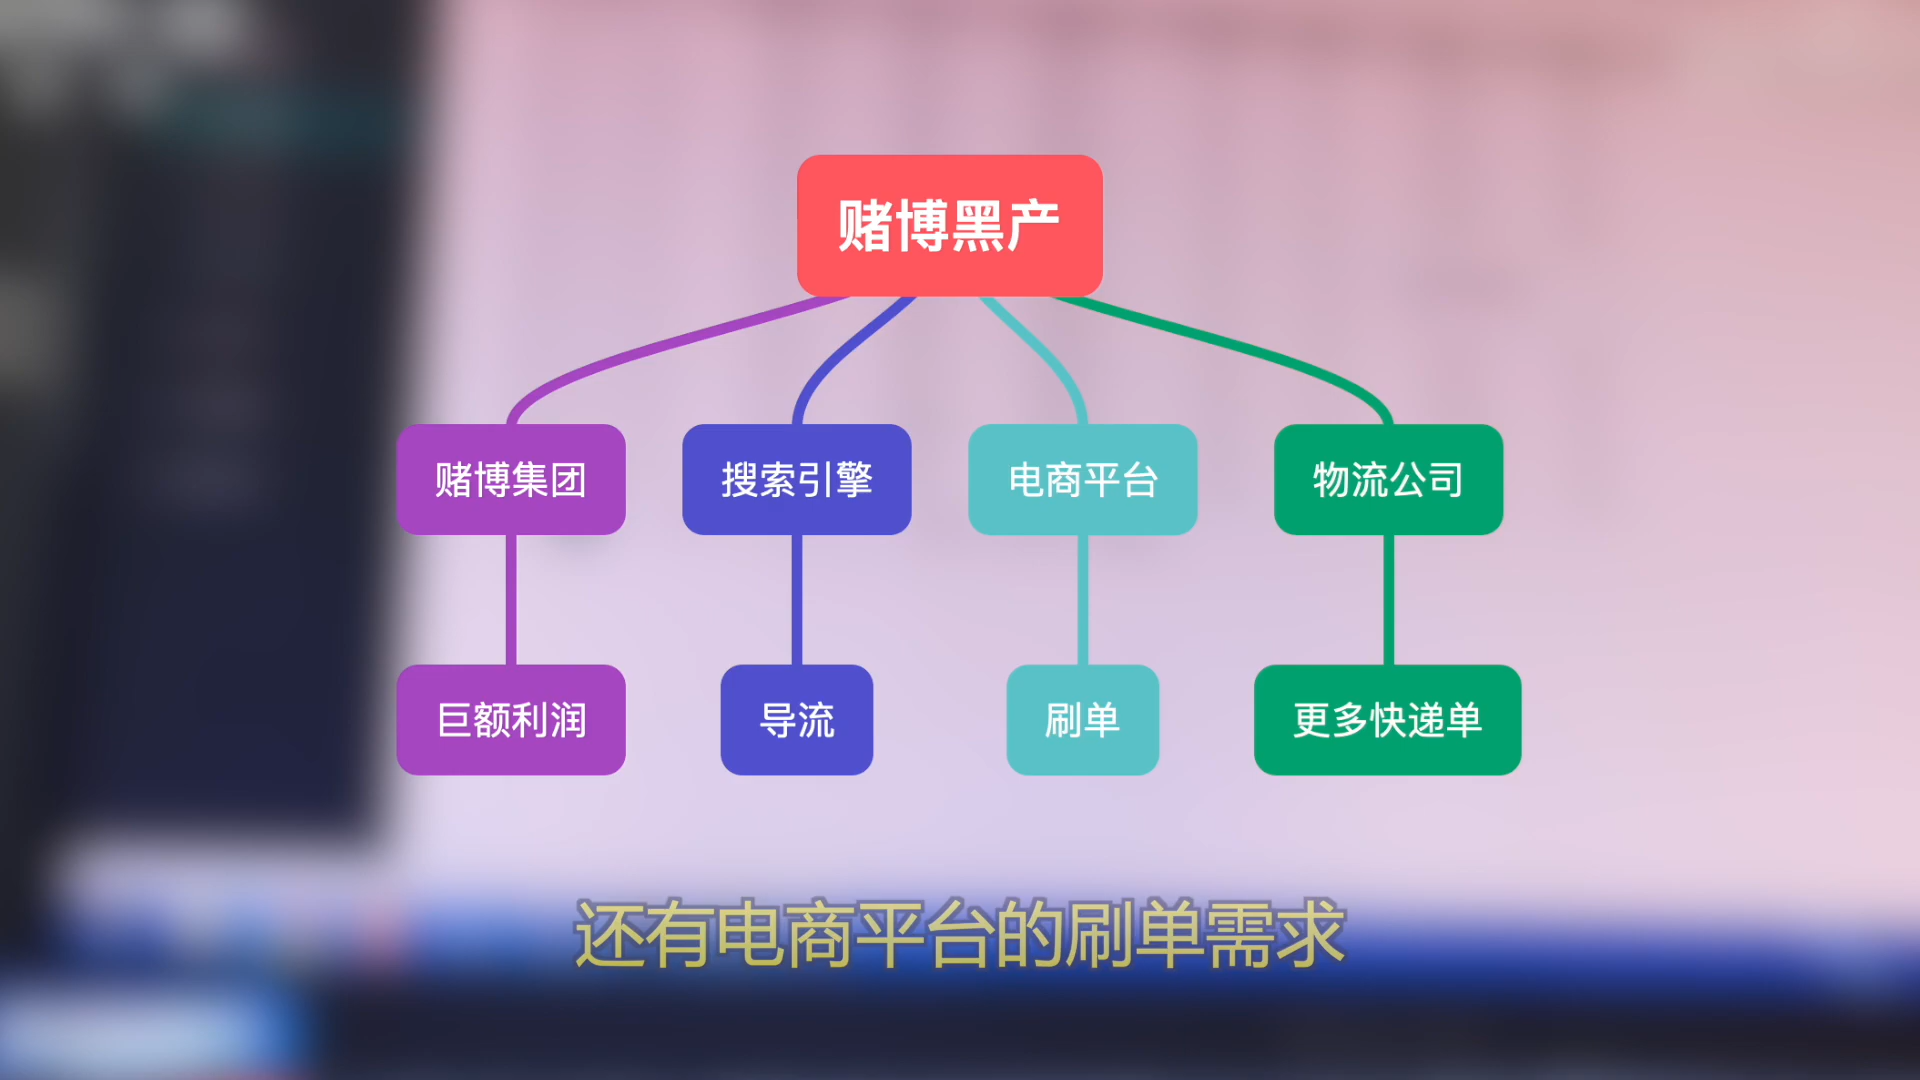 赌博黑产
赌博集团
搜索引擎
电商平台
物流公司
巨额利润
导流
刷单
更多快递单
还有电商平台的刷单需求